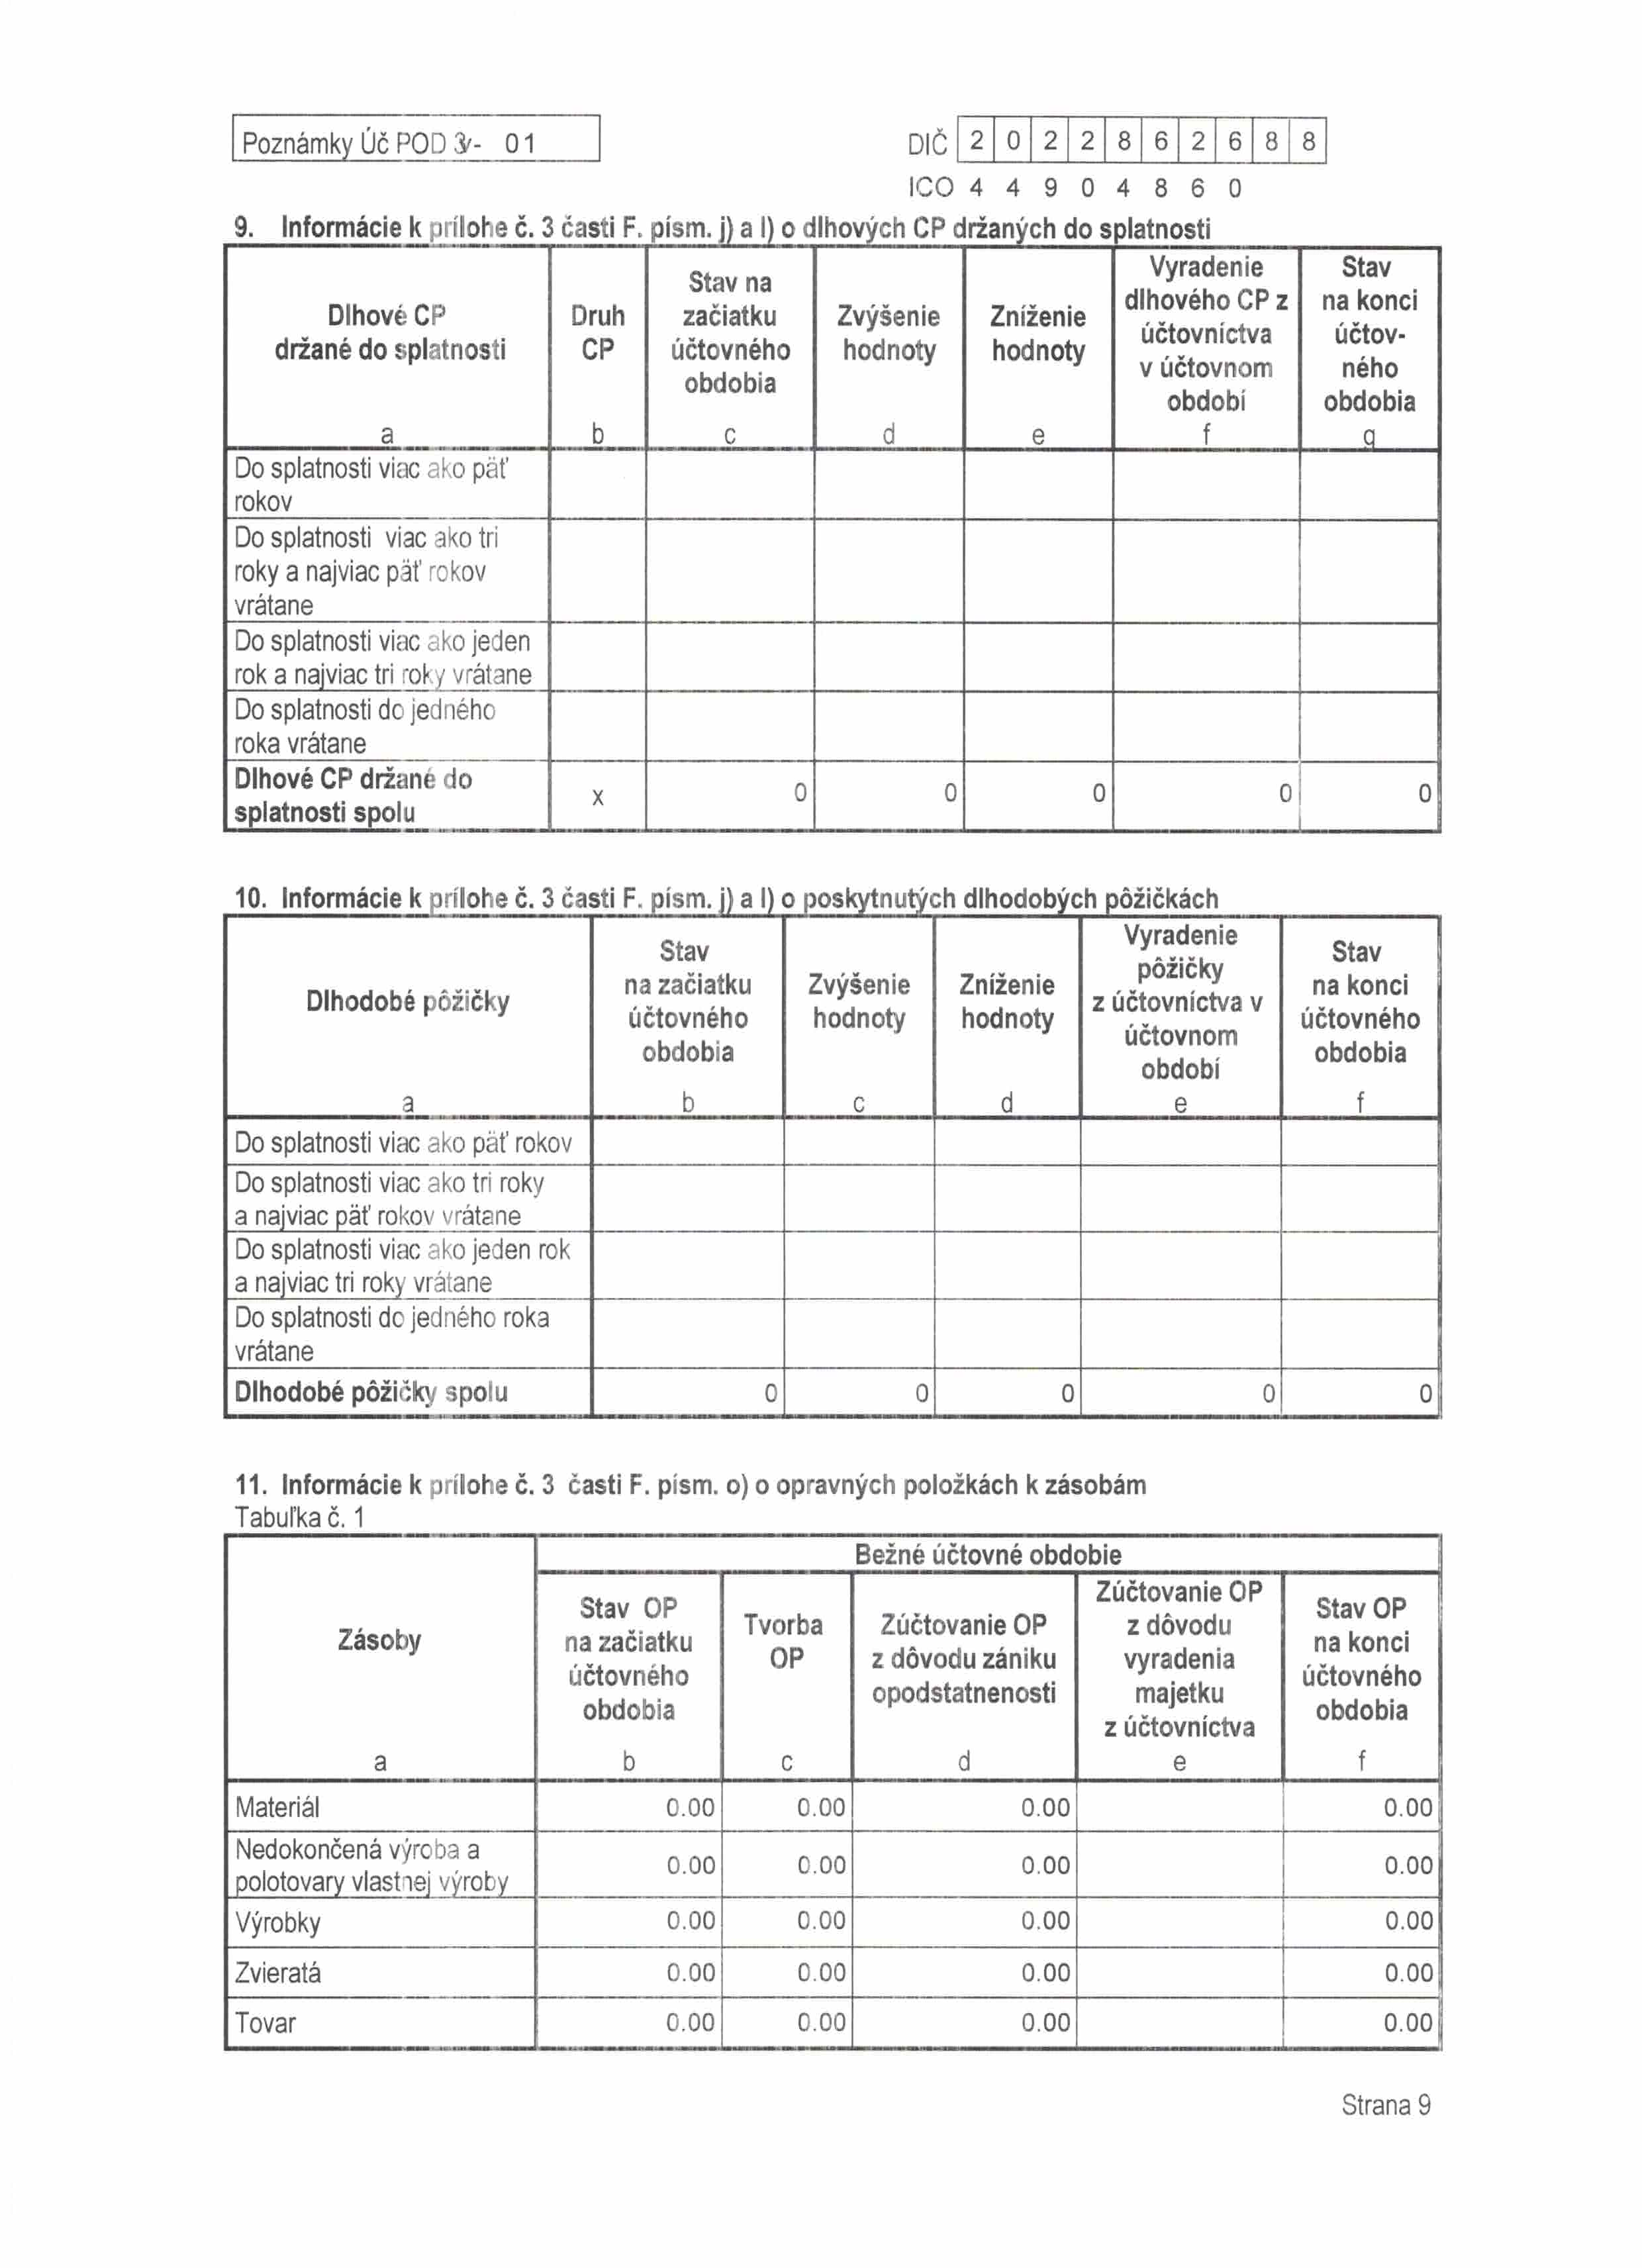 Poznámky Úč POD 3v- 01
DIČ 2 0 2 2 8 6 2 6 8 8
ICO 4 4 9 0 4 8 6 0
9. Informácie k prílohe č. 3 časti F. písm. j) a l) o dlhových CP držaných do splatnosti
Dlhové CP
držané do splatnosti
a
Druh
CP
b
Stav na
začiatku
účtovného
obdobia
c
Zvýšenie
hodnoty
d
Zníženie
hodnoty
e
Vyradenie
dlhového CP z
účtovníctva
v účtovnom
období
f
Stav
na konci
účtov-
ného
obdobia
g
Do splatnosti viac ako päť
rokov
Do splatnosti viac ako tri
roky a najviac päť rokov
vrátane
Do splatnosti viac ako jeden
rok a najviac tri roky vrátane
Do splatnosti do jedného
roka vrátane
Dlhové CP držané do
splatnosti spolu
x 0 0 0 0 0
10. Informácie k prílohe č. 3 časti F. písm. j) a l) o poskytnutých dlhodobých pôžičkách
Dlhodobé pôžičky
a
Stav
na začiatku
účtovného
obdobia
b
Zvýšenie
hodnoty
c
Zníženie
hodnoty
d
Vyradenie
pôžičky
z účtovníctva v
účtovnom
období
e
Stav
na konci
účtovného
obdobia
f
Do splatnosti viac ako päť rokov
Do splatnosti viac ako tri roky
a najviac päť rokov vrátane
Do splatnosti viac ako jeden rok
a najviac tri roky vrátane
Do splatnosti do jedného roka
vrátane
Dlhodobé pôžičky spolu 0 0 0 0 0
11. Informácie k prílohe č. 3 časti F. písm. o) o opravných položkách k zásobám
Tabuľka č. 1
Zásoby
a
Bežné účtovné obdobie
Stav OP
na začiatku
účtovného
obdobia
b
Tvorba
OP
c
Zúčtovanie OP
z dôvodu zániku
opodstatnenosti
d
Zúčtovanie OP
z dôvodu
vyradenia
majetku
z účtovníctva
e
Stav OP
na konci
účtovného
obdobia
f
Materiál 0.00 0.00 0.00 0.00
Nedokončená výroba a
polotovary vlastnej výroby
0.00 0.00 0.00 0.00
Výrobky 0.00 0.00 0.00 0.00
Zvieratá 0.00 0.00 0.00 0.00
Tovar 0.00 0.00 0.00 0.00
Strana 9